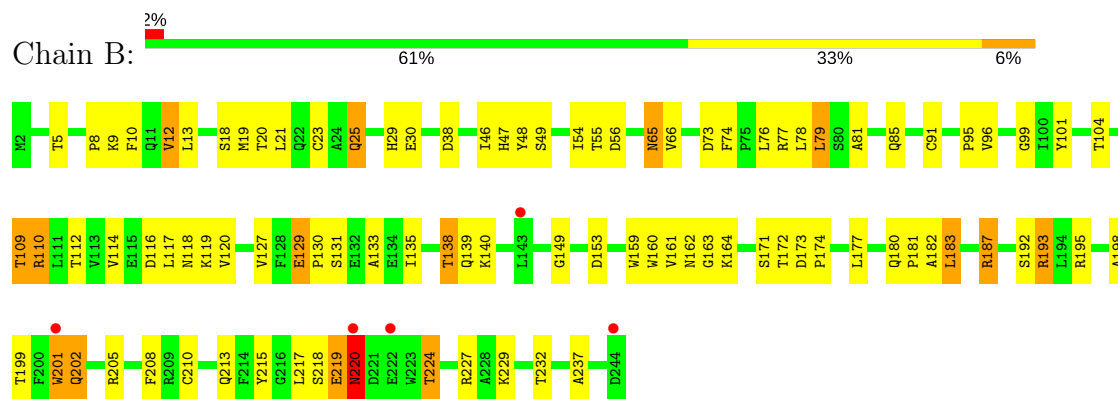 2%
Chain B:
61% 33% 6%
M2 T5 P8 K9 F10 Q11 V12 L13 S18 M19 T20 L21 Q22 C23 A24 Q25 H29 E30 D38 I46 H47 Y48 S49 I54 T55 D56 N65 V66 D73 F74 P75 L76 R77 L78 L79 S80 A81 Q85 C91 P95 V96 G99 I100 Y101 T104
T109 R110 L111 T112 V113 V114 E115 D116 L117 N118 K119 V120 V127 F128 E129 P130 S131 E132 A133 E134 I135 T138 Q139 K140 L143 G149 D153 W159 W160 V161 N162 G163 K164 S171 T172 D173 P174 L177 Q180 P181 A182 L183 R187 S192 R193 L194 R195 A198
T199 F200 W201 Q202 R205 F208 R209 C210 Q213 F214 Y215 G216 L217 S218 E219 N220 D221 E222 W223 T224 R227 A228 K229 T232 A237 D244